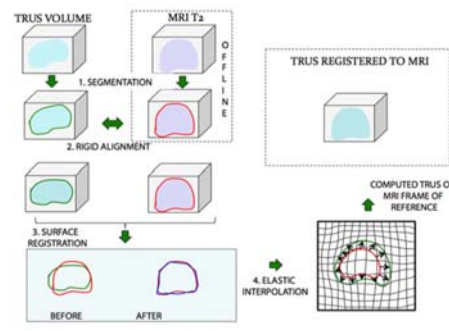 TRUS VOLUME
MRI T2
OFFLINE
1. SEGMENTATION
2. RIGID ALIGNMENT
3. SURFACE
REGISTRATION
BEFORE
AFTER
4. ELASTIC
INTERPOLATION
TRUS REGISTERED TO MRI
COMPUTED TRUS O
MRI FRAME OF
REFERENCE